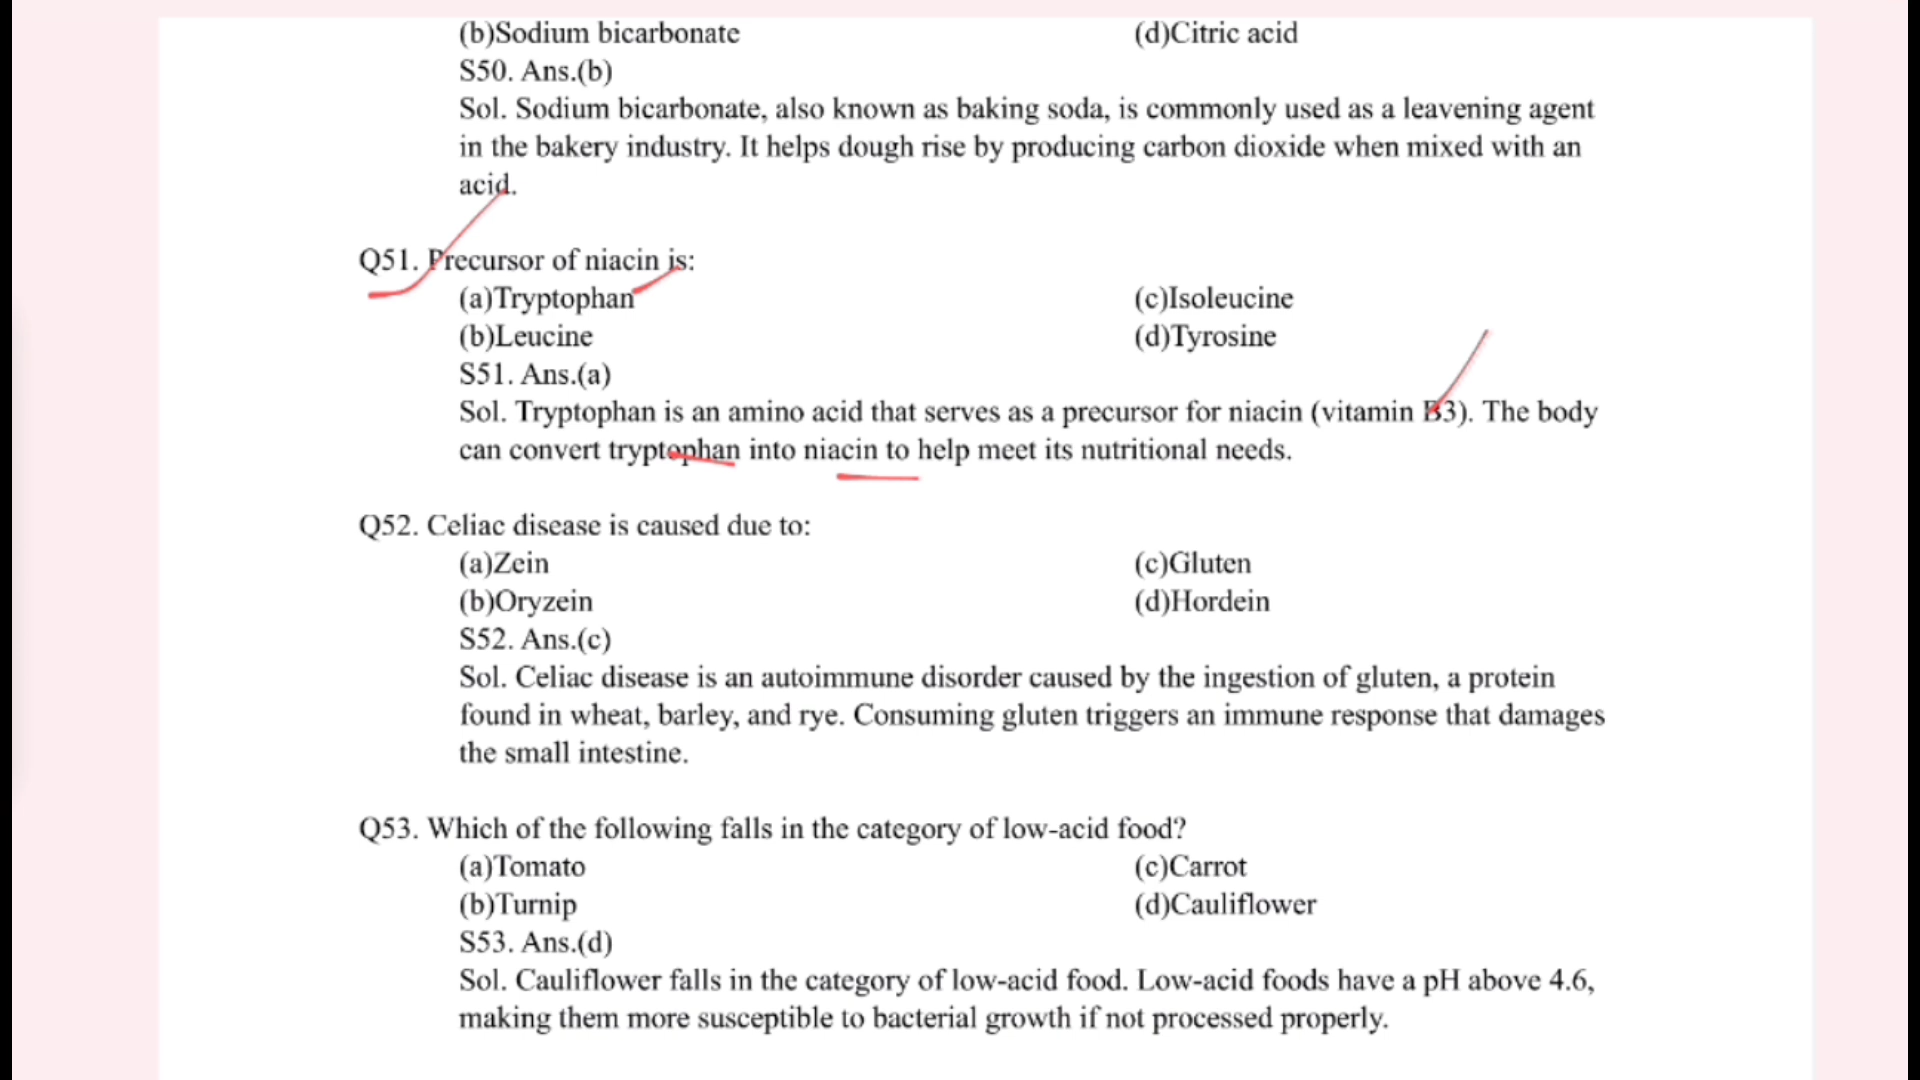 (b)Sodium bicarbonate (d)Citric acid
S50. Ans.(b)
Sol. Sodium bicarbonate, also known as baking soda, is commonly used as a leavening agent
in the bakery industry. It helps dough rise by producing carbon dioxide when mixed with an
acid.
Q51. Precursor of niacin is:
(a)Tryptophan (c)Isoleucine
(b)Leucine (d)Tyrosine
S51. Ans.(a)
Sol. Tryptophan is an amino acid that serves as a precursor for niacin (vitamin B3). The body
can convert tryptophan into niacin to help meet its nutritional needs.
Q52. Celiac disease is caused due to:
(a)Zein (c)Gluten
(b)Oryzein (d)Hordein
S52. Ans.(c)
Sol. Celiac disease is an autoimmune disorder caused by the ingestion of gluten, a protein
found in wheat, barley, and rye. Consuming gluten triggers an immune response that damages
the small intestine.
Q53. Which of the following falls in the category of low-acid food?
(a)Tomato (c)Carrot
(b)Turnip (d)Cauliflower
S53. Ans.(d)
Sol. Cauliflower falls in the category of low-acid food. Low-acid foods have a pH above 4.6,
making them more susceptible to bacterial growth if not processed properly.